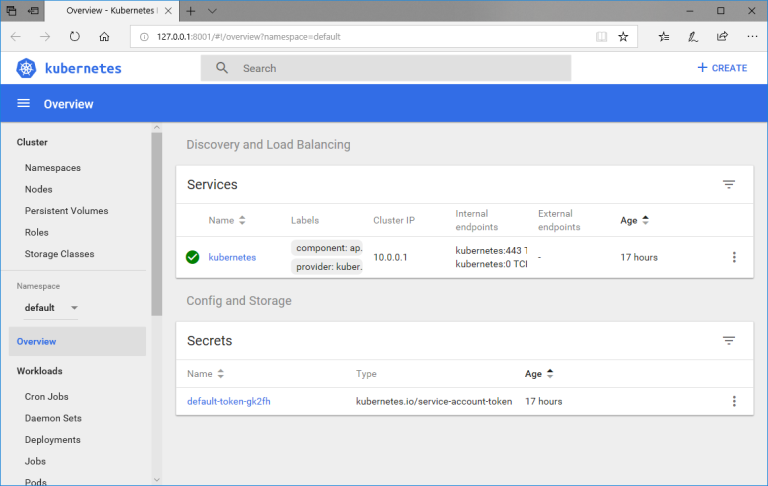 Overview - Kubernetes
127.0.0.1:8001/#!/overview?namespace=default
kubernetes
Search
+ CREATE
Overview
Cluster
Namespaces
Nodes
Persistent Volumes
Roles
Storage Classes
Namespace
default
Overview
Workloads
Cron Jobs
Daemon Sets
Deployments
Jobs
Pods
Discovery and Load Balancing
Services
Name
Labels
Cluster IP
Internal
endpoints
External
endpoints
Age
kubernetes
component: ap.
provider: kuber.
10.0.0.1
kubernetes:443 T
kubernetes:0 TCI
-
17 hours
Config and Storage
Secrets
Name
Type
Age
default-token-gk2fh
kubernetes.io/service-account-token
17 hours